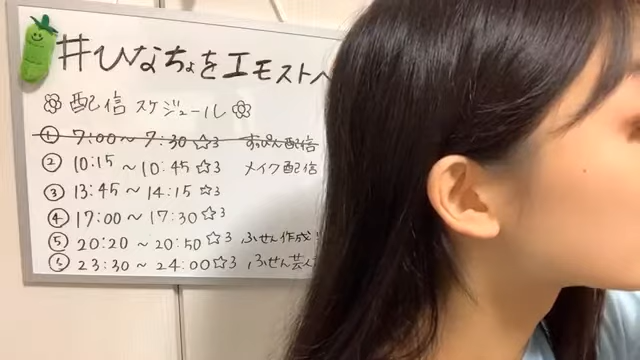 #ひなちょをエモストへ
配信スケジュール
① 7:00~7:30☆3 すっぴん配信
② 10:15~10:45☆3 メイク配信
③ 13:45~14:15☆3
④ 17:00~17:30☆3
⑤ 20:20~20:50☆3 ふせん作成!
⑥ 23:30~24:00☆3 ふせん芸人